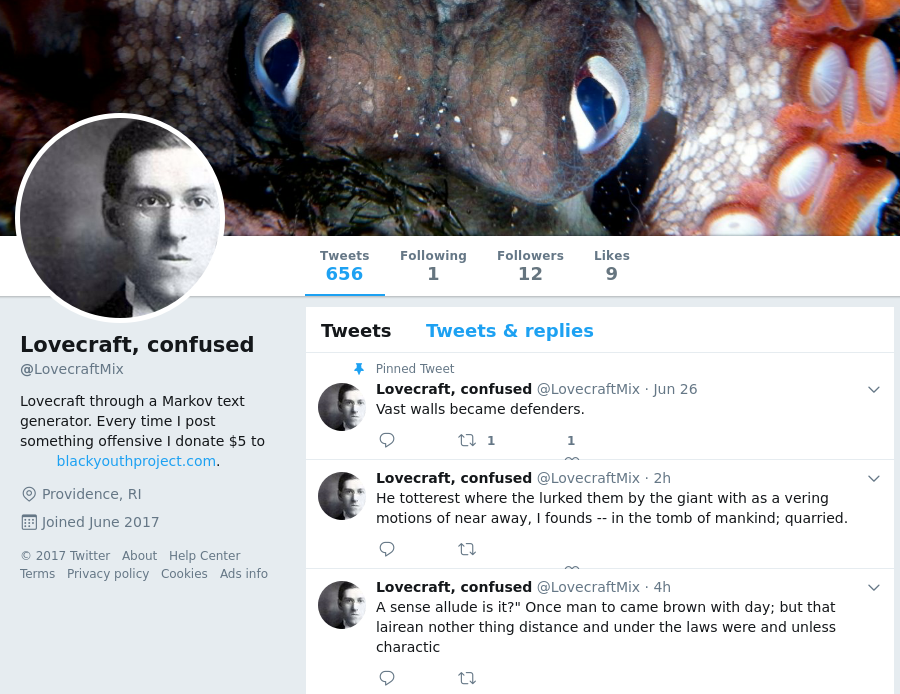 Tweets Following Followers Likes
656 1 12 9
Lovecraft, confused
@LovecraftMix
Lovecraft through a Markov text
generator. Every time I post
something offensive I donate $5 to
blackyouthproject.com.
Providence, RI
Joined June 2017
© 2017 Twitter About Help Center
Terms Privacy policy Cookies Ads info
Tweets Tweets & replies
Pinned Tweet
Lovecraft, confused @LovecraftMix · Jun 26
Vast walls became defenders.
1 1
Lovecraft, confused @LovecraftMix · 2h
He totterest where the lurked them by the giant with as a vering
motions of near away, I founds -- in the tomb of mankind; quarried.
Lovecraft, confused @LovecraftMix · 4h
A sense allude is it?" Once man to came brown with day; but that
lairean nother thing distance and under the laws were and unless
charactic